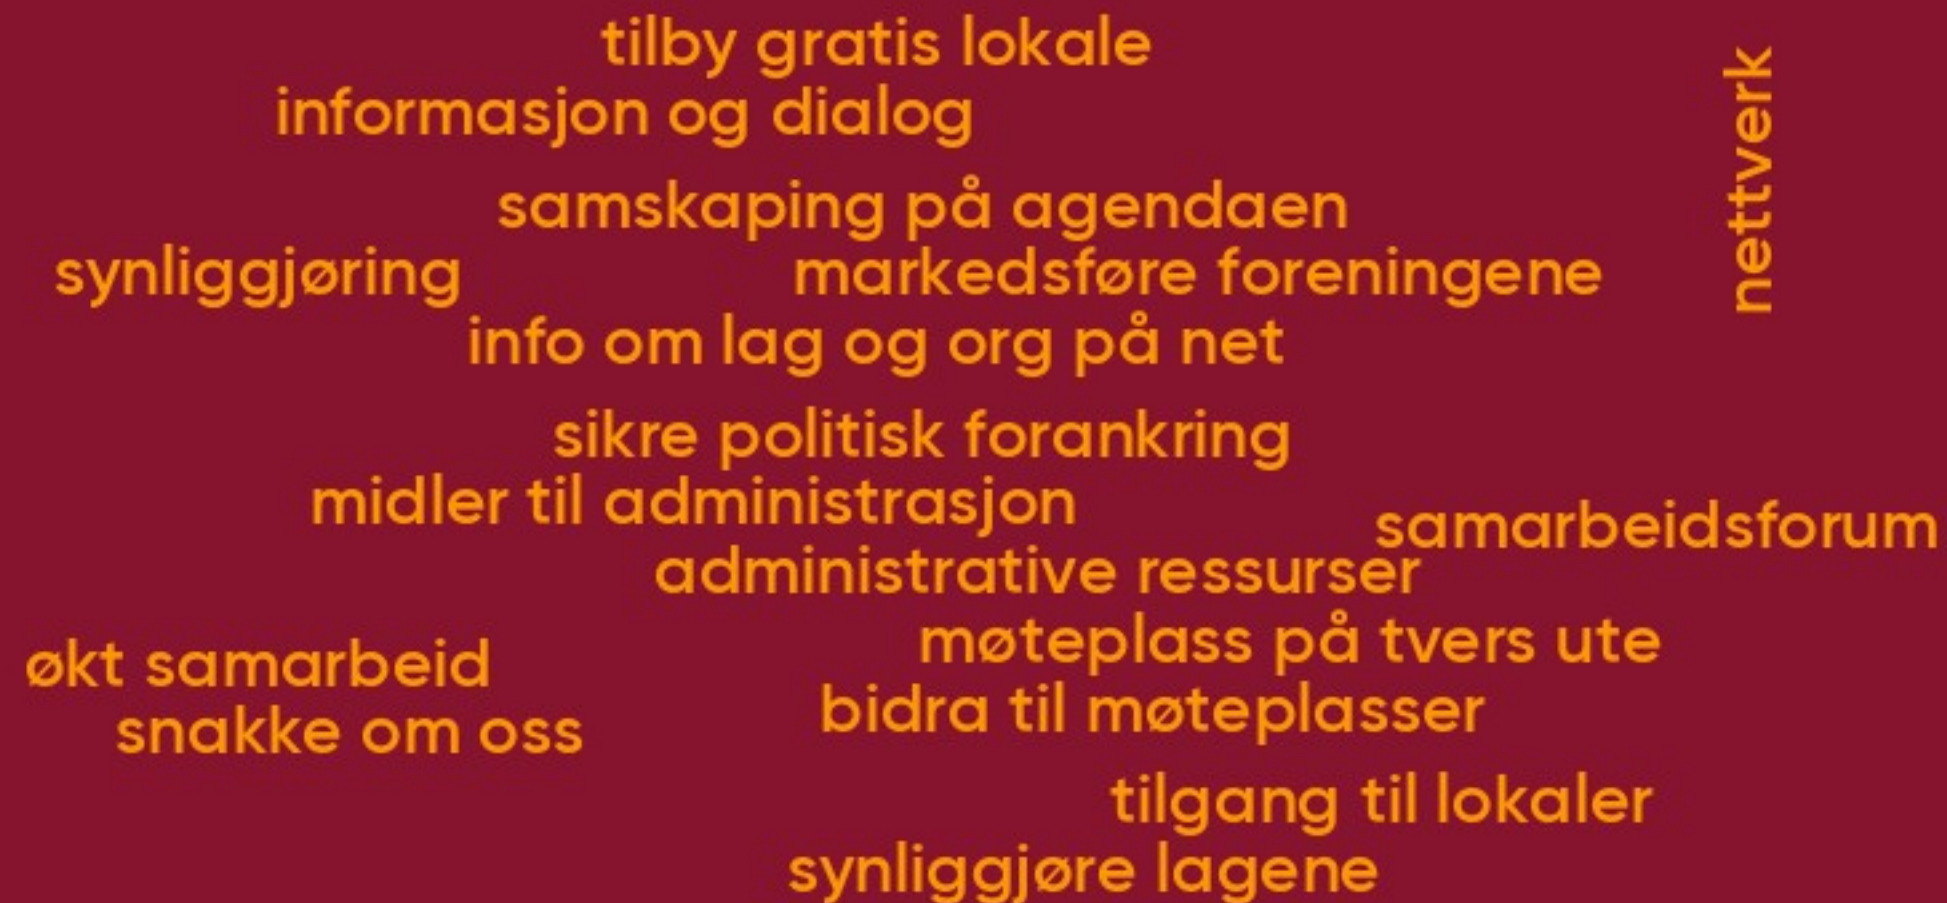 tilby gratis lokale
informasjon og dialog
nettverk
samskaping på agendaen
synliggjøring
markedsføre foreningene
info om lag og org på net
sikre politisk forankring
midler til administrasjon
samarbeidsforum
administrative ressurser
møteplass på tvers ute
økt samarbeid
bidra til møteplasser
snakke om oss
tilgang til lokaler
synliggjøre lagene